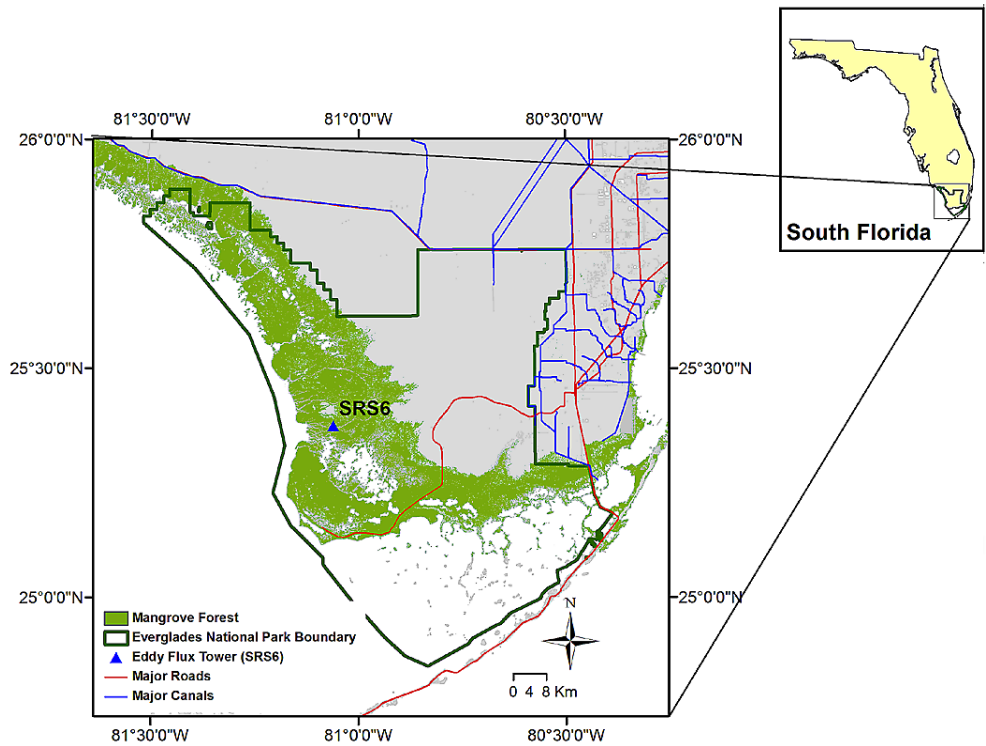 81°30'0"W 81°0'0"W 80°30'0"W
26°0'0"N 26°0'0"N
South Florida
25°30'0"N 25°30'0"N
SRS6
25°0'0"N 25°0'0"N
Mangrove Forest
Everglades National Park Boundary
Eddy Flux Tower (SRS6)
Major Roads
Major Canals
N
0 4 8 Km
81°30'0"W 81°0'0"W 80°30'0"W